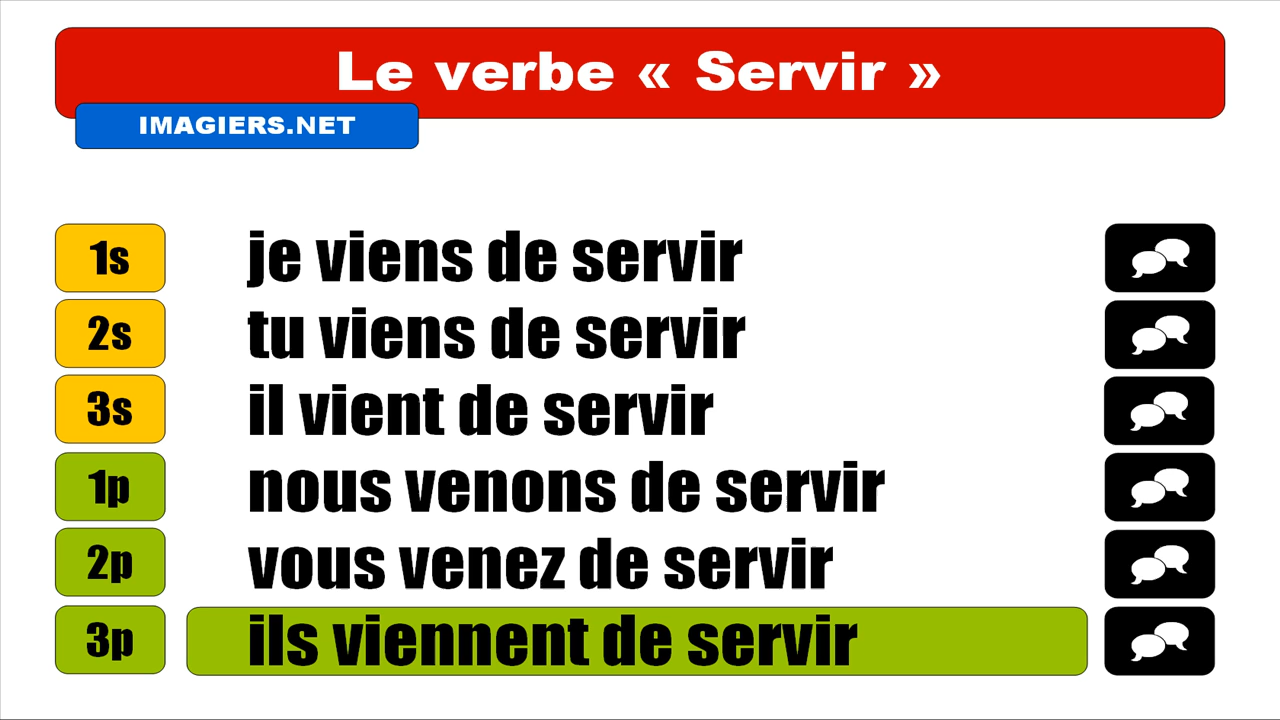 Le verbe « Servir »
IMAGIERS.NET
1s je viens de servir
2s tu viens de servir
3s il vient de servir
1p nous venons de servir
2p vous venez de servir
3p ils viennent de servir